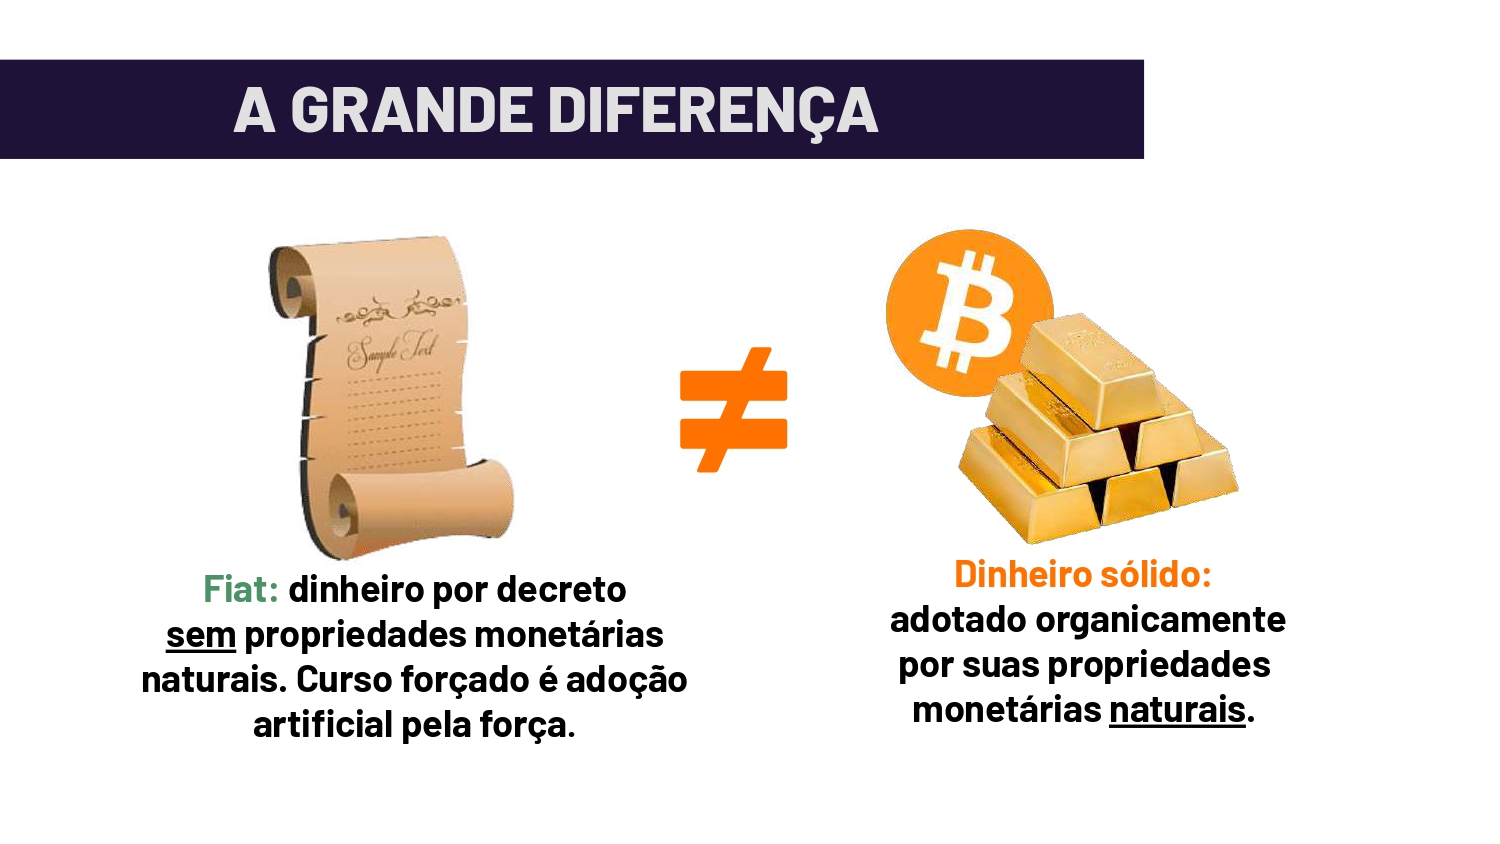 A GRANDE DIFERENÇA
Sample Text
Fiat: dinheiro por decreto
sem propriedades monetárias
naturais. Curso forçado é adoção
artificial pela força.
Dinheiro sólido:
adotado organicamente
por suas propriedades
monetárias naturais.